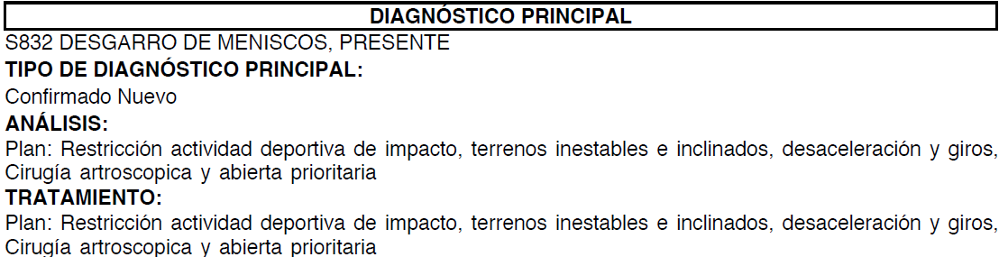 DIAGNÓSTICO PRINCIPAL
S832 DESGARRO DE MENISCOS, PRESENTE
TIPO DE DIAGNÓSTICO PRINCIPAL:
Confirmado Nuevo
ANÁLISIS:
Plan: Restricción actividad deportiva de impacto, terrenos inestables e inclinados, desaceleración y giros,
Cirugía artroscopica y abierta prioritaria
TRATAMIENTO:
Plan: Restricción actividad deportiva de impacto, terrenos inestables e inclinados, desaceleración y giros,
Cirugía artroscopica y abierta prioritaria